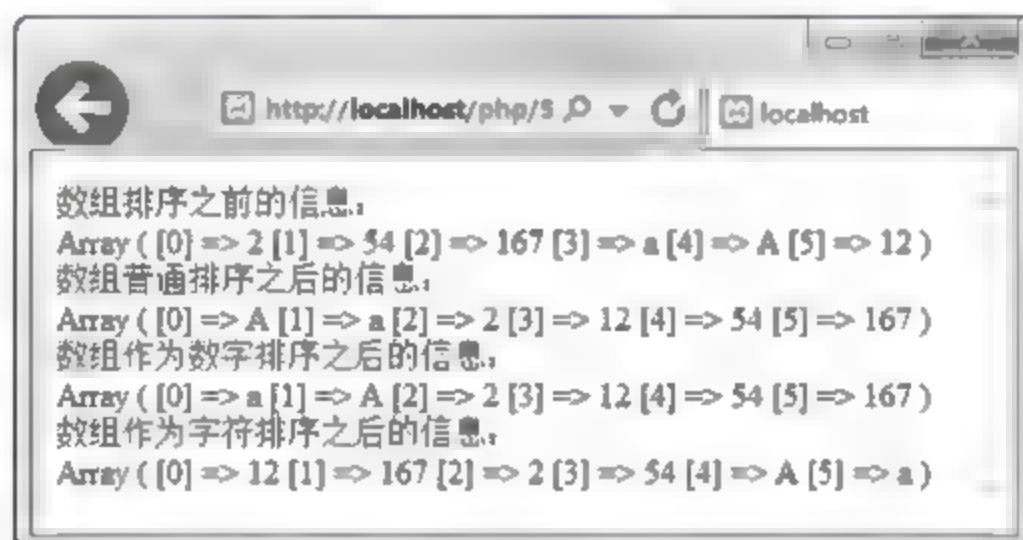 http://localhost/php/5
localhost
数组排序之前的信息:
Array ( [0] => 2 [1] => 54 [2] => 167 [3] => a [4] => A [5] => 12 )
数组普通排序之后的信息:
Array ( [0] => A [1] => a [2] => 2 [3] => 12 [4] => 54 [5] => 167 )
数组作为数字排序之后的信息:
Array ( [0] => a [1] => A [2] => 2 [3] => 12 [4] => 54 [5] => 167 )
数组作为字符排序之后的信息:
Array ( [0] => 12 [1] => 167 [2] => 2 [3] => 54 [4] => A [5] => a )